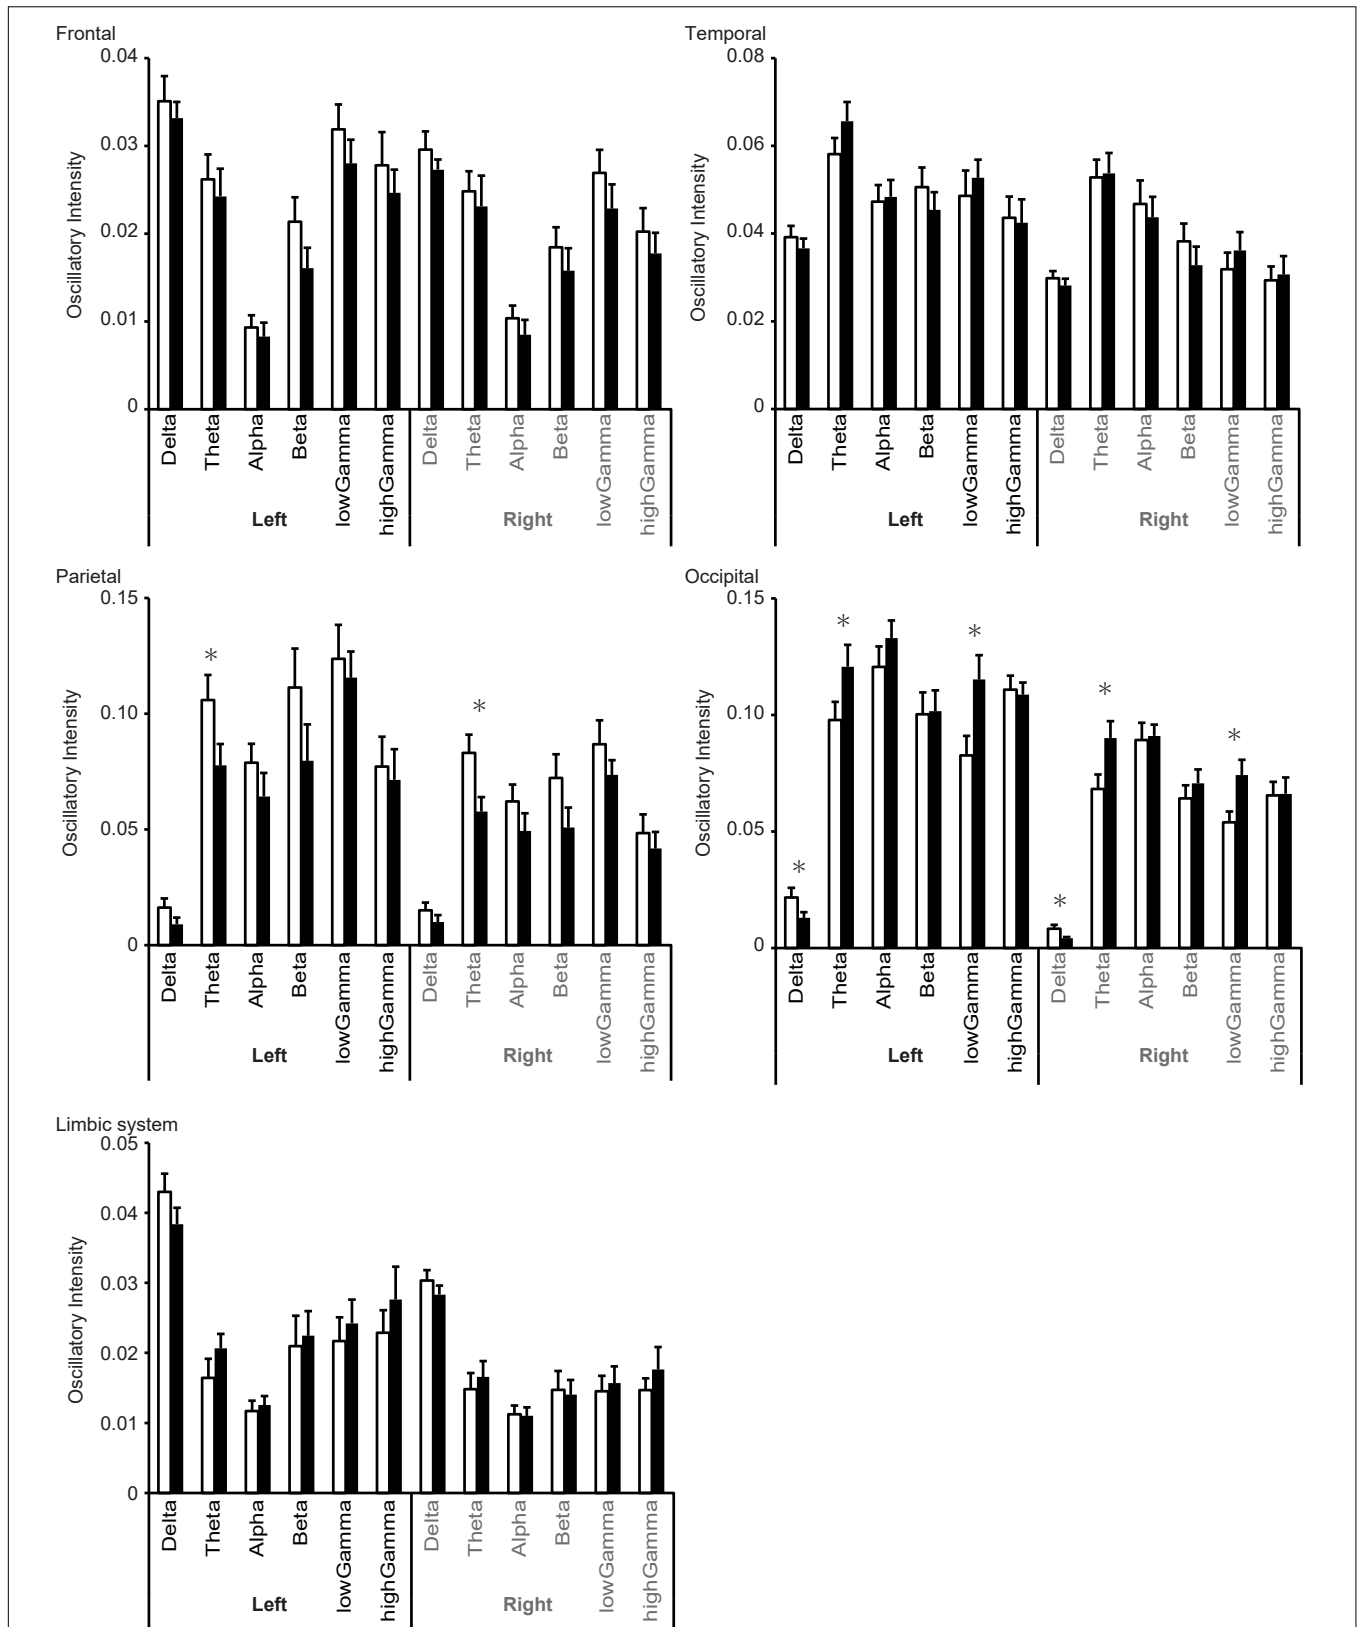 Frontal
0.04
0.03
0.02
0.01
0
Oscillatory Intensity
Delta
Theta
Alpha
Beta
lowGamma
highGamma
Delta
Theta
Alpha
Beta
lowGamma
highGamma
Left
Right
Temporal
0.08
0.06
0.04
0.02
0
Oscillatory Intensity
Delta
Theta
Alpha
Beta
lowGamma
highGamma
Delta
Theta
Alpha
Beta
lowGamma
highGamma
Left
Right
Parietal
0.15
0.10
0.05
0
Oscillatory Intensity
*
*
Delta
Theta
Alpha
Beta
lowGamma
highGamma
Delta
Theta
Alpha
Beta
lowGamma
highGamma
Left
Right
Occipital
0.15
0.10
0.05
0
Oscillatory Intensity
*
*
*
*
*
*
Delta
Theta
Alpha
Beta
lowGamma
highGamma
Delta
Theta
Alpha
Beta
lowGamma
highGamma
Left
Right
Limbic system
0.05
0.04
0.03
0.02
0.01
0
Oscillatory Intensity
Delta
Theta
Alpha
Beta
lowGamma
highGamma
Delta
Theta
Alpha
Beta
lowGamma
highGamma
Left
Right